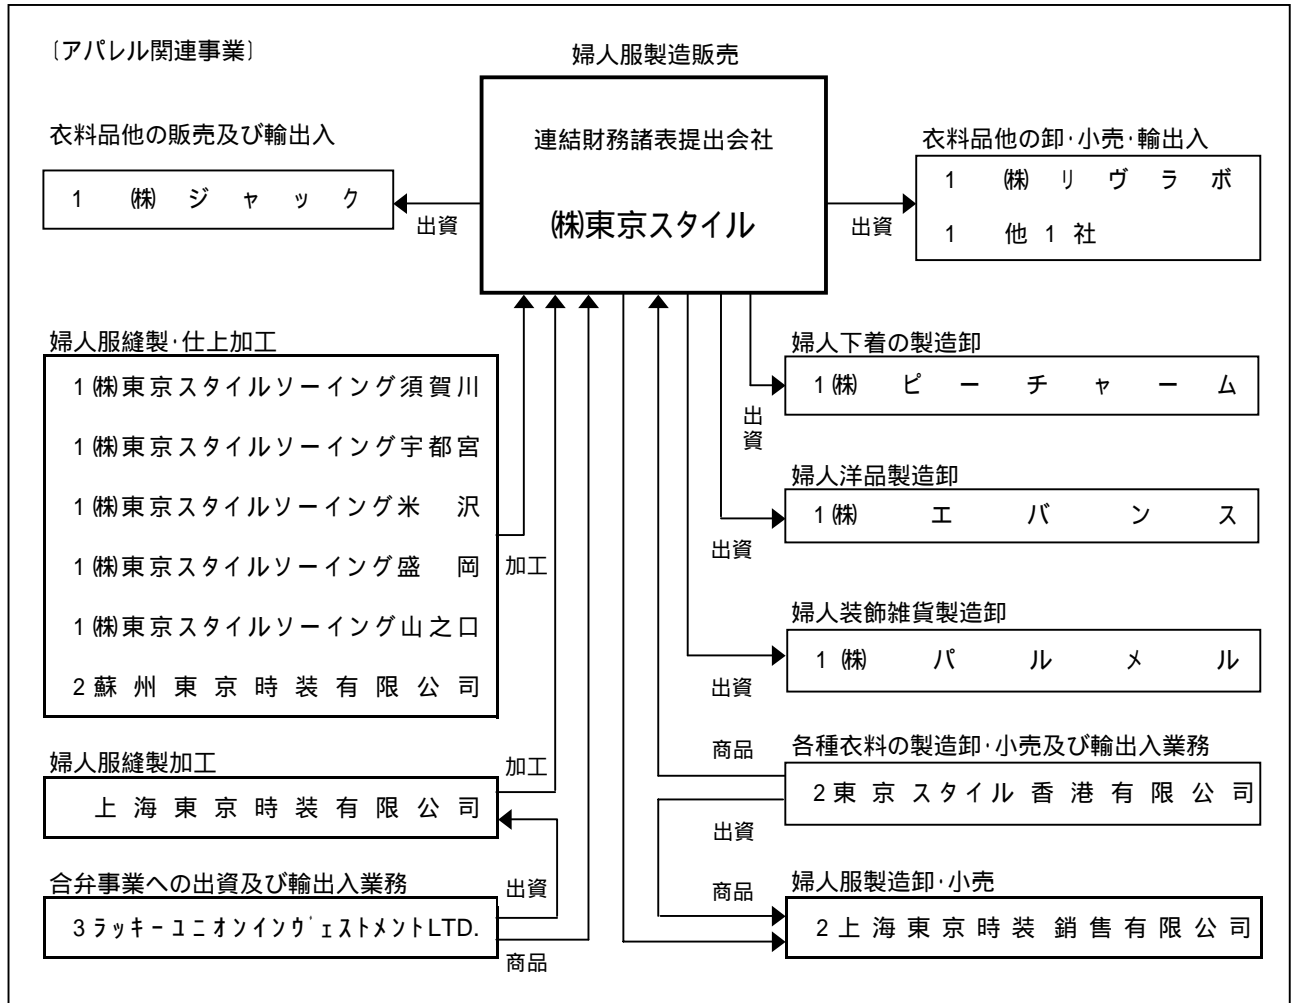 〔アパレル関連事業〕
婦人服製造販売
連結財務諸表提出会社
㈱東京スタイル
衣料品他の販売及び輸出入
1 ㈱ジャック
出資
衣料品他の卸・小売・輸出入
1 ㈱リヴラボ
1 他1社
出資
婦人服縫製・仕上加工
1㈱東京スタイルソーイング須賀川
1㈱東京スタイルソーイング宇都宮
1㈱東京スタイルソーイング米沢
1㈱東京スタイルソーイング盛岡
1㈱東京スタイルソーイング山之口
2蘇州東京時装有限公司
加工
婦人服縫製加工
上海東京時装有限公司
加工
合弁事業への出資及び輸出入業務
3ラッキーユニオンインヴェストメントLTD.
出資
商品
婦人下着の製造卸
1㈱ピーチャーム
出資
婦人洋品製造卸
1㈱エバンス
出資
婦人装飾雑貨製造卸
1㈱パルメル
出資
各種衣料の製造卸・小売及び輸出入業務
2東京スタイル香港有限公司
商品
出資
婦人服製造卸・小売
2上海東京時装銷售有限公司
商品